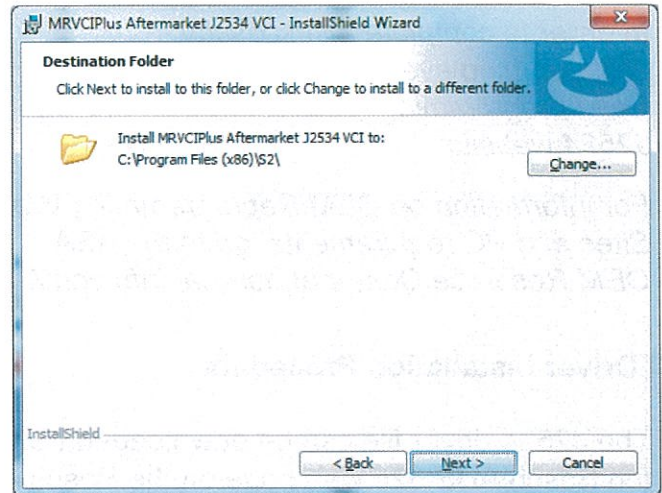 MRVCIPlus Aftermarket J2534 VCI - InstallShield Wizard
Destination Folder
Click Next to install to this folder, or click Change to install to a different folder.
Install MRVCIPlus Aftermarket J2534 VCI to:
C:\Program Files (x86)\S2\
Change...
InstallShield
< Back
Next >
Cancel